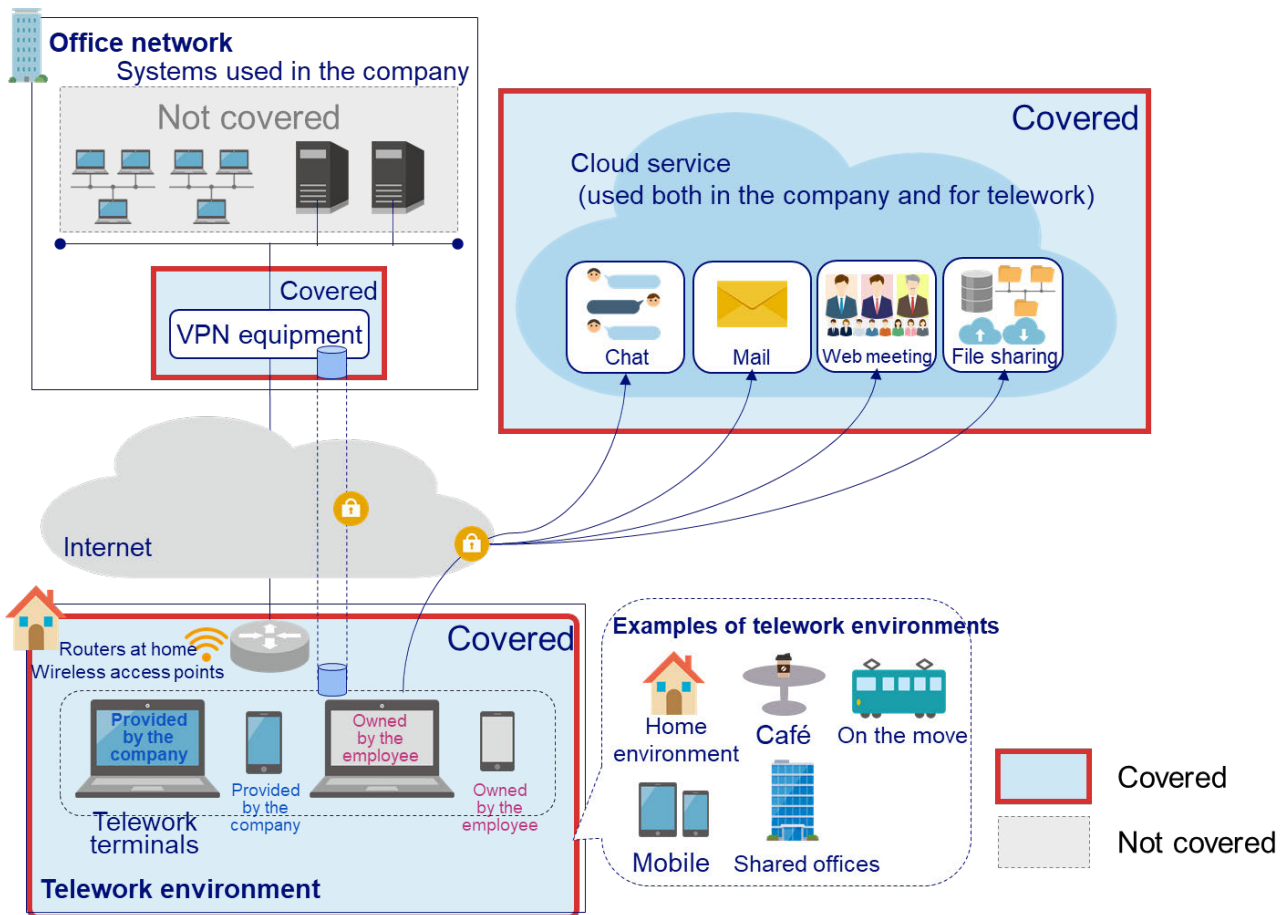 Office network
Systems used in the company
Not covered
Covered
VPN equipment
Covered
Cloud service
(used both in the company and for telework)
Chat
Mail
Web meeting
File sharing
Internet
Covered
Routers at home
Wireless access points
Provided
by the
company
Provided
by the
company
Owned
by the
employee
Owned
by the
employee
Telework
terminals
Telework environment
Examples of telework environments
Home
environment
Café
On the move
Mobile
Shared offices
Covered
Not covered